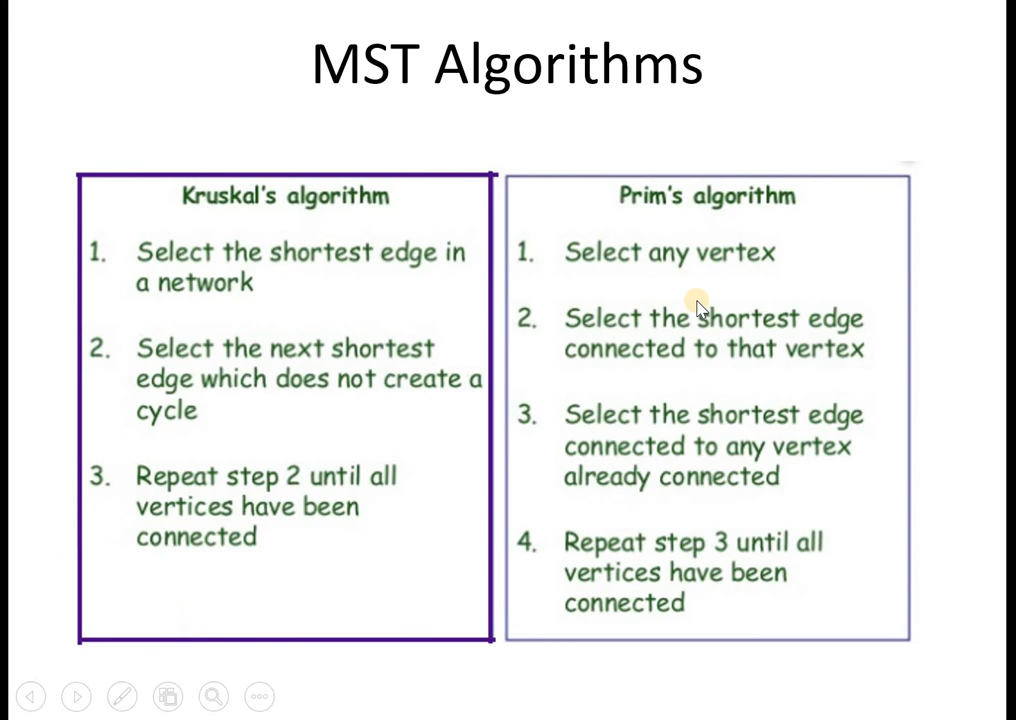 MST Algorithms
Kruskal's algorithm
1. Select the shortest edge in
a network
2. Select the next shortest
edge which does not create a
cycle
3. Repeat step 2 until all
vertices have been
connected
Prim's algorithm
1. Select any vertex
2. Select the shortest edge
connected to that vertex
3. Select the shortest edge
connected to any vertex
already connected
4. Repeat step 3 until all
vertices have been
connected